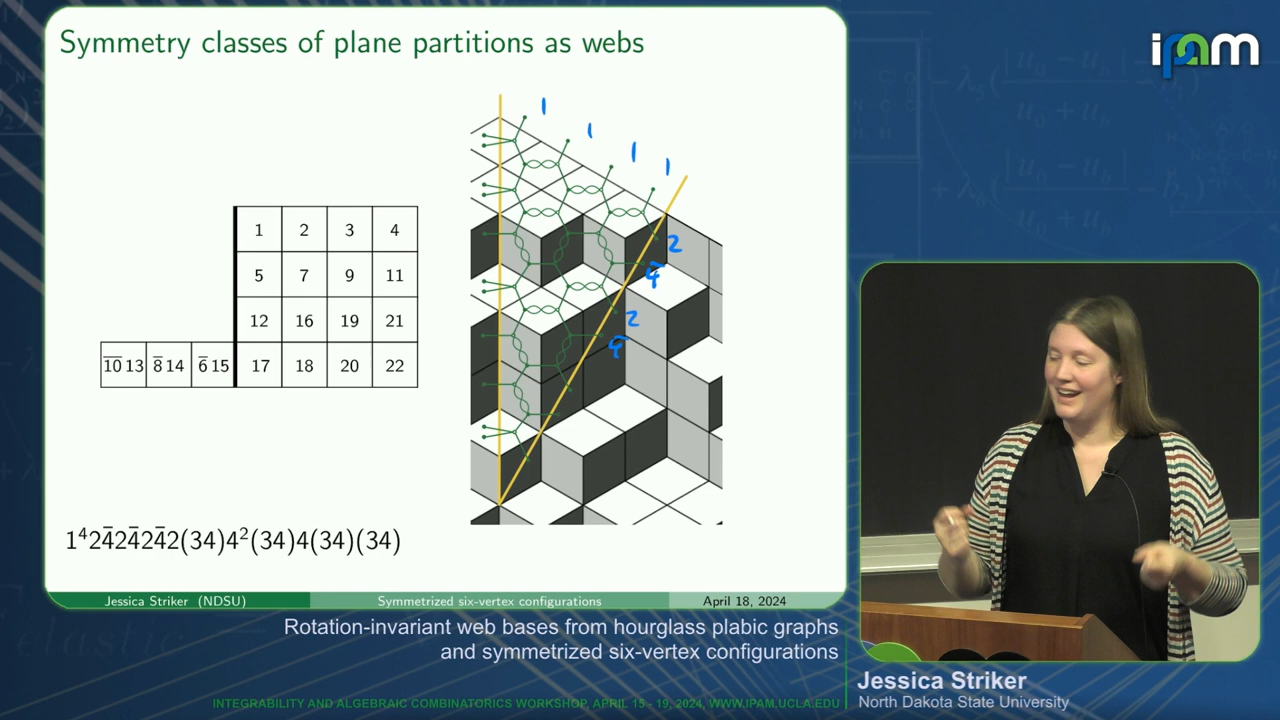 Symmetry classes of plane partitions as webs
ipam
1 1 1 1
2
4̄
2
4̄
1 2 3 4
5 7 9 11
12 16 19 21
1̅0̅ 13 8̅ 14 6̅ 15 17 18 20 22
1⁴24̅24̅24̅2(34)4²(34)4(34)(34)
Jessica Striker (NDSU) Symmetrized six-vertex configurations April 18, 2024
Rotation-invariant web bases from hourglass plabic graphs
and symmetrized six-vertex configurations
Jessica Striker
North Dakota State University
INTEGRABILITY AND ALGEBRAIC COMBINATORICS WORKSHOP, APRIL 15 - 19, 2024, WWW.IPAM.UCLA.EDU